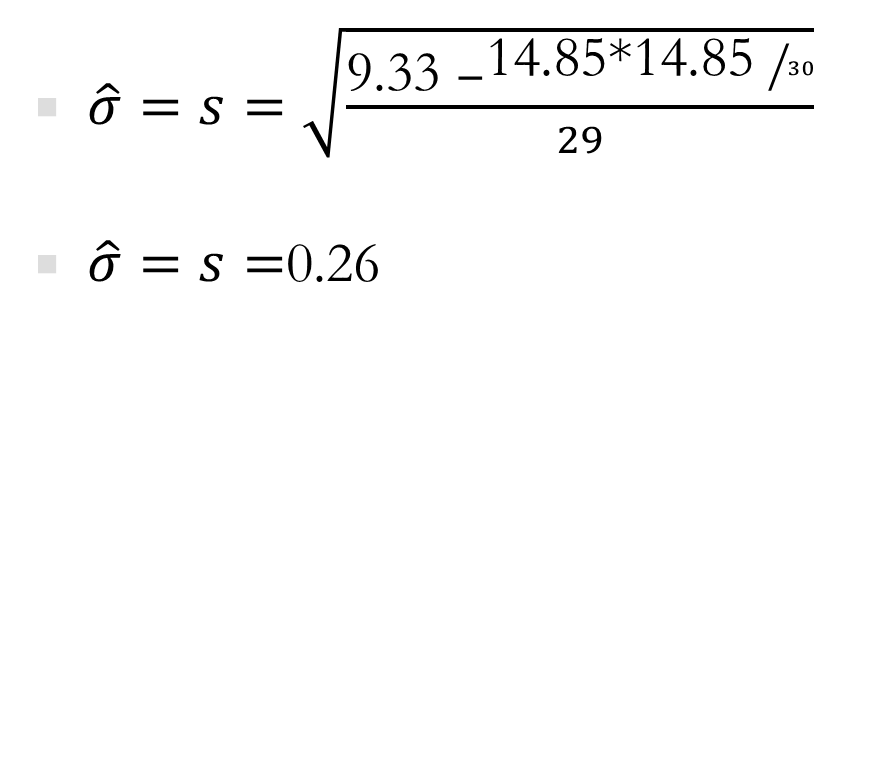 σ̂ = s = √((9.33 – 14.85*14.85 /30) / 29)
σ̂ = s =0.26